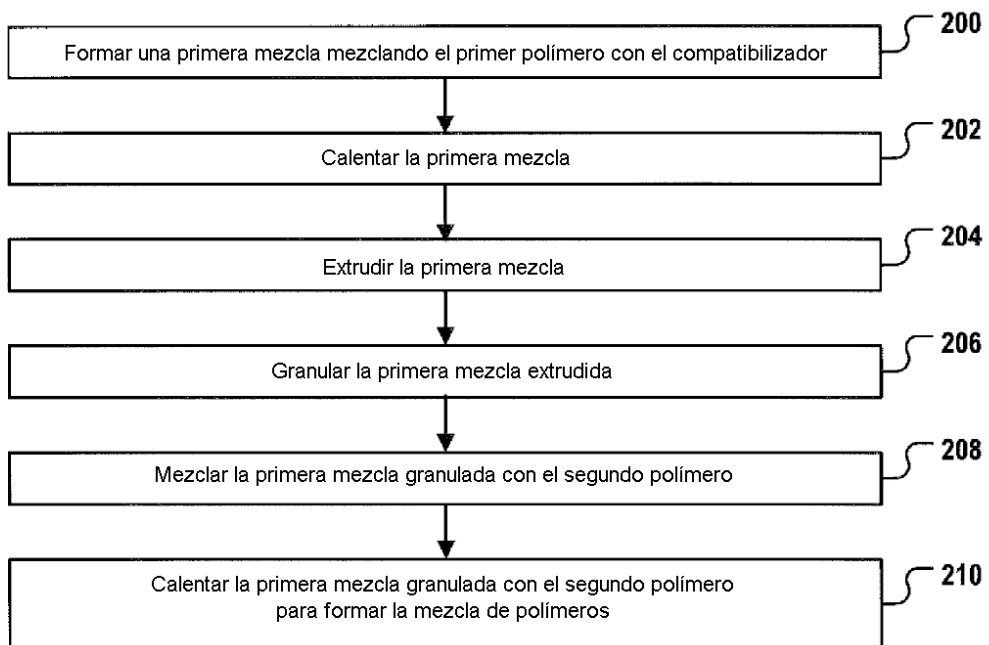 200
Formar una primera mezcla mezclando el primer polímero con el compatibilizador
202
Calentar la primera mezcla
204
Extrudir la primera mezcla
206
Granular la primera mezcla extrudida
208
Mezclar la primera mezcla granulada con el segundo polímero
210
Calentar la primera mezcla granulada con el segundo polímero
para formar la mezcla de polímeros